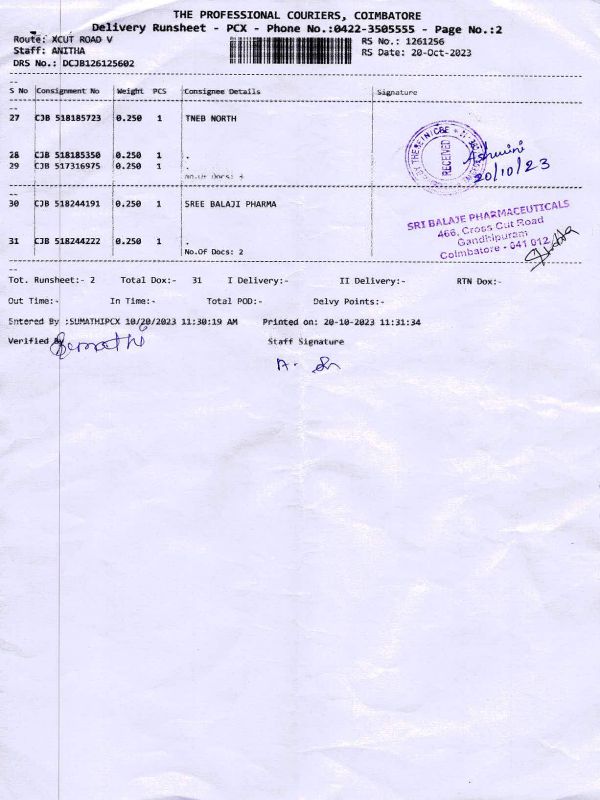 THE PROFESSIONAL COURIERS, COIMBATORE
Delivery Runsheet - PCX - Phone No.:0422-3505555 - Page No.:2
Route: XCUT ROAD V
RS No.: 1261256
Staff: ANITHA
RS Date: 20-Oct-2023
DRS No.: DCJB126125602
S No Consignment No Weight PCS Consignee Details Signature
27 CJB 518185723 0.250 1 TNEB NORTH
28 CJB 518185350 0.250 1 .
29 CJB 517316975 0.250 1 .
No.Of Docs: 3
RECEIVED
Ashwini
20/10/23
30 CJB 518244191 0.250 1 SREE BALAJI PHARMA
31 CJB 518244222 0.250 1 .
No.Of Docs: 2
SRI BALAJE PHARMACEUTICALS
466, Cross Cut Road
Gandhipuram
Coimbatore - 641 012
Tot. Runsheet:- 2 Total Dox:- 31 I Delivery:- II Delivery:- RTN Dox:-
Out Time:- In Time:- Total POD:- Delvy Points:-
Entered By :SUMATHIPCX 10/20/2023 11:30:19 AM Printed on: 20-10-2023 11:31:34
Verified By Staff Signature
Sumathi